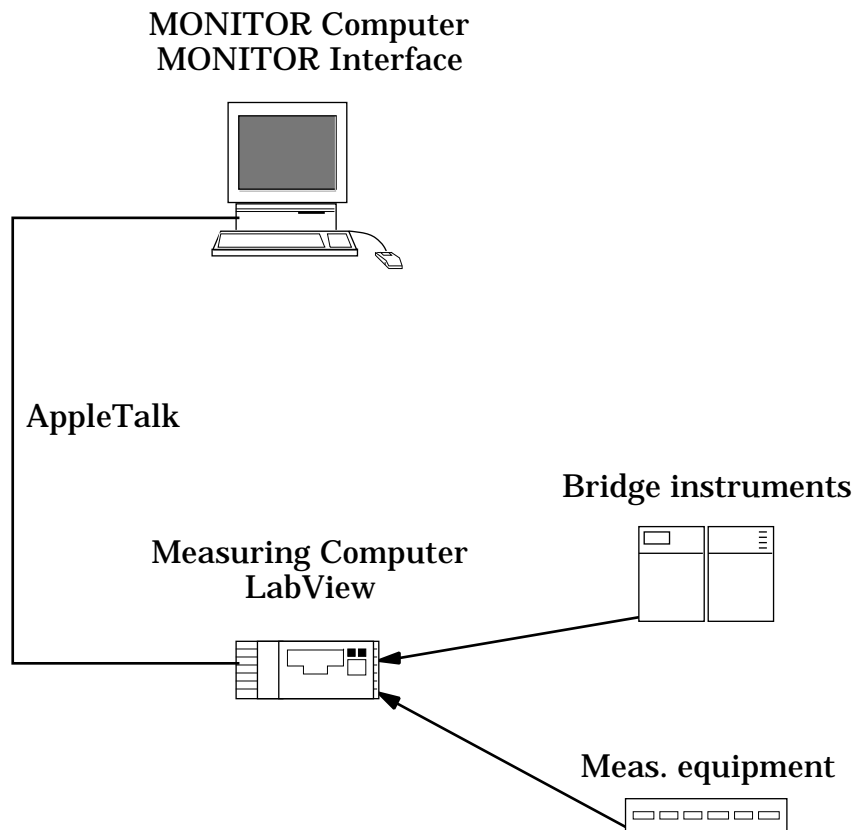 MONITOR Computer
MONITOR Interface
AppleTalk
Bridge instruments
Measuring Computer
LabView
Meas. equipment